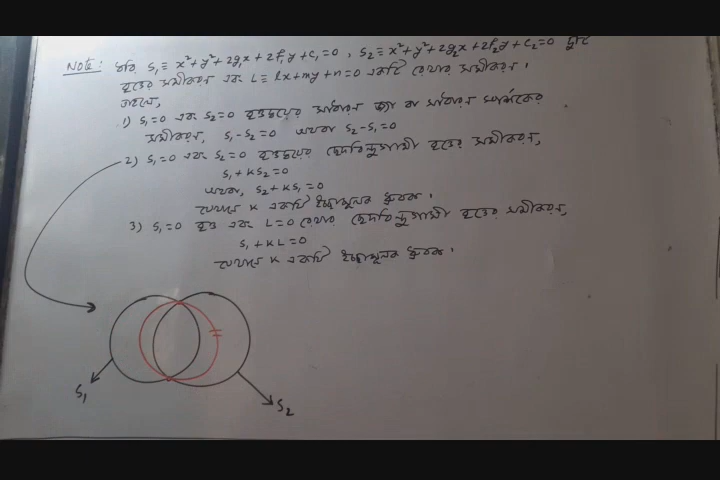 Note: ধরি S₁ ≡ x²+y²+2g₁x+2f₁y+c₁=0, S₂ ≡ x²+y²+2g₂x+2f₂y+c₂=0 দুটি
বৃত্তের সমীকরণ এবং L ≡ lx+my+n=0 একটি রেখার সমীকরণ।
তাহলে,
1) S₁=0 এবং S₂=0 বৃত্তদ্বয়ের সাধারণ জ্যা বা সাধারণ স্পর্শকের
সমীকরণ, S₁-S₂=0 অথবা S₂-S₁=0
2) S₁=0 এবং S₂=0 বৃত্তদ্বয়ের ছেদবিন্দুগামী বৃত্তের সমীকরণ,
S₁+KS₂=0
অথবা, S₂+KS₁=0
যেখানে K একটি ইচ্ছামূলক ধ্রুবক।
3) S₁=0 বৃত্ত এবং L=0 রেখার ছেদবিন্দুগামী বৃত্তের সমীকরণ,
S₁+KL=0
যেখানে K একটি ইচ্ছামূলক ধ্রুবক।
S₁
S₂